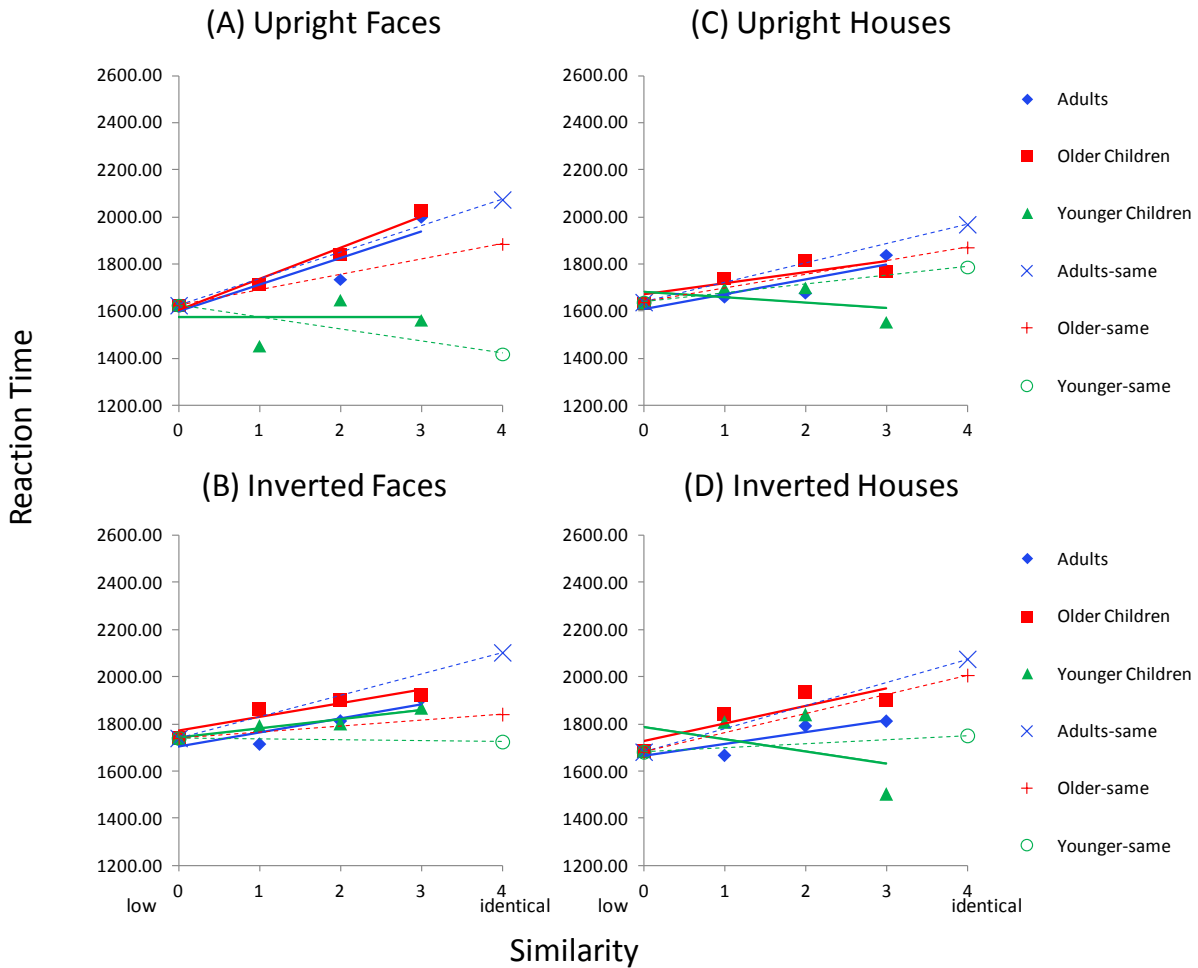 (A) Upright Faces
(C) Upright Houses
2600.00
2400.00
2200.00
2000.00
1800.00
1600.00
1400.00
1200.00
0 1 2 3 4
2600.00
2400.00
2200.00
2000.00
1800.00
1600.00
1400.00
1200.00
0 1 2 3 4
Adults
Older Children
Younger Children
Adults-same
Older-same
Younger-same
Reaction Time
(B) Inverted Faces
(D) Inverted Houses
2600.00
2400.00
2200.00
2000.00
1800.00
1600.00
1400.00
1200.00
0 1 2 3 4
low identical
2600.00
2400.00
2200.00
2000.00
1800.00
1600.00
1400.00
1200.00
0 1 2 3 4
low identical
Adults
Older Children
Younger Children
Adults-same
Older-same
Younger-same
Similarity